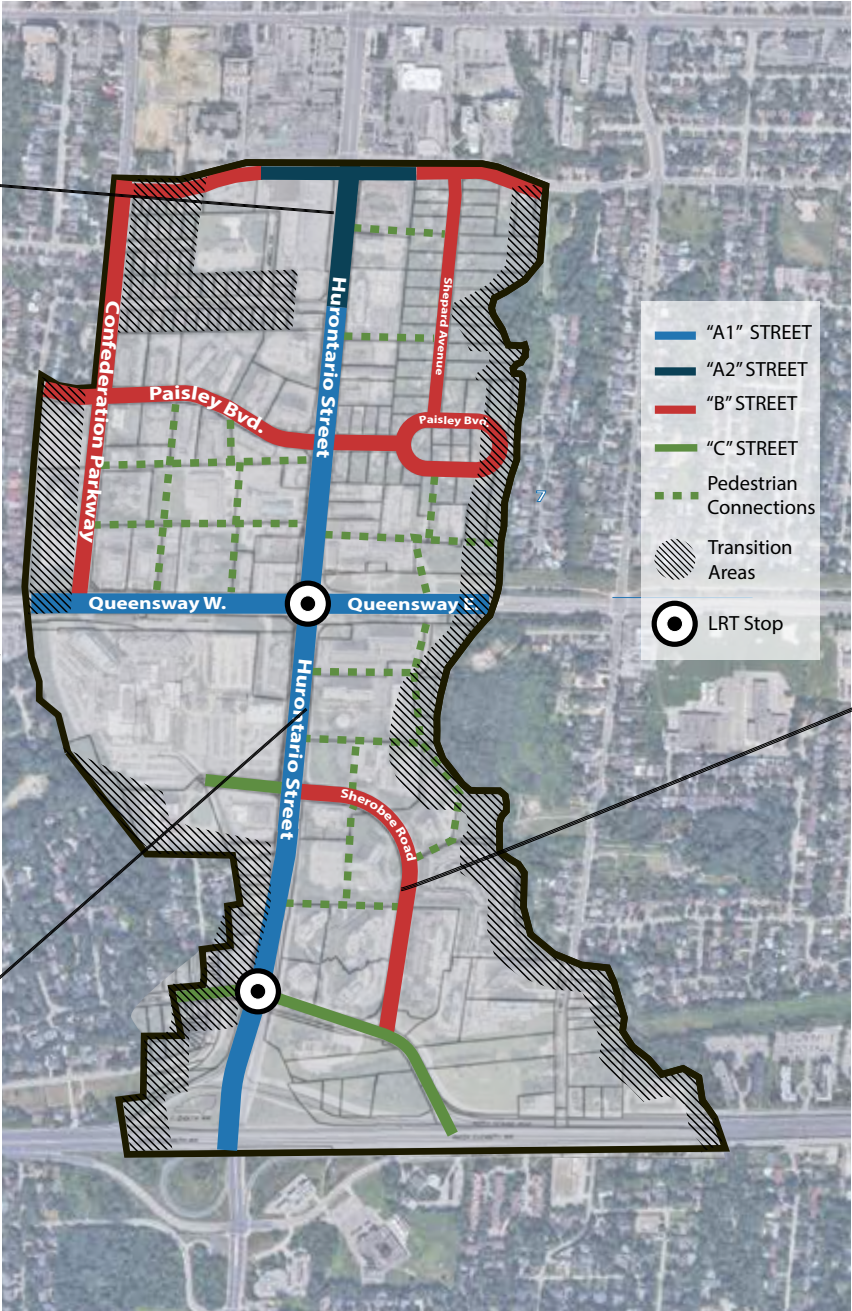 Hurontario Street
Shepard Avenue
Confederation Parkway
Paisley Bvd.
Paisley Bvd.
Queensway W.
Queensway E.
Hurontario Street
Sherobee Road
7
“A1” STREET
“A2” STREET
“B” STREET
“C” STREET
Pedestrian
Connections
Transition
Areas
LRT Stop